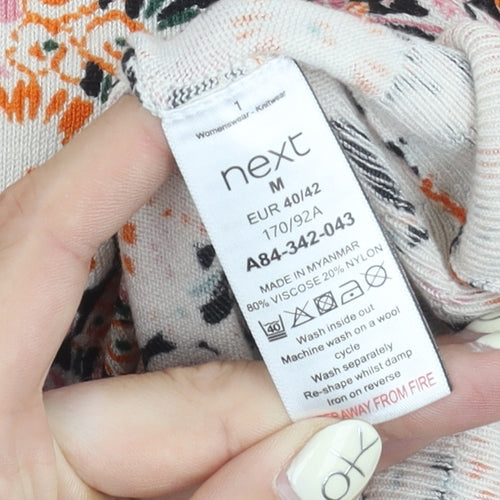 1
Womenswear - Knitwear
next
M
EUR 40/42
170/92A
A84-342-043
MADE IN MYANMAR
80% VISCOSE 20% NYLON
40
Wash inside out
Machine wash on a wool
cycle
Wash separately
Re-shape whilst damp
Iron on reverse
AWAY FROM FIRE
ok